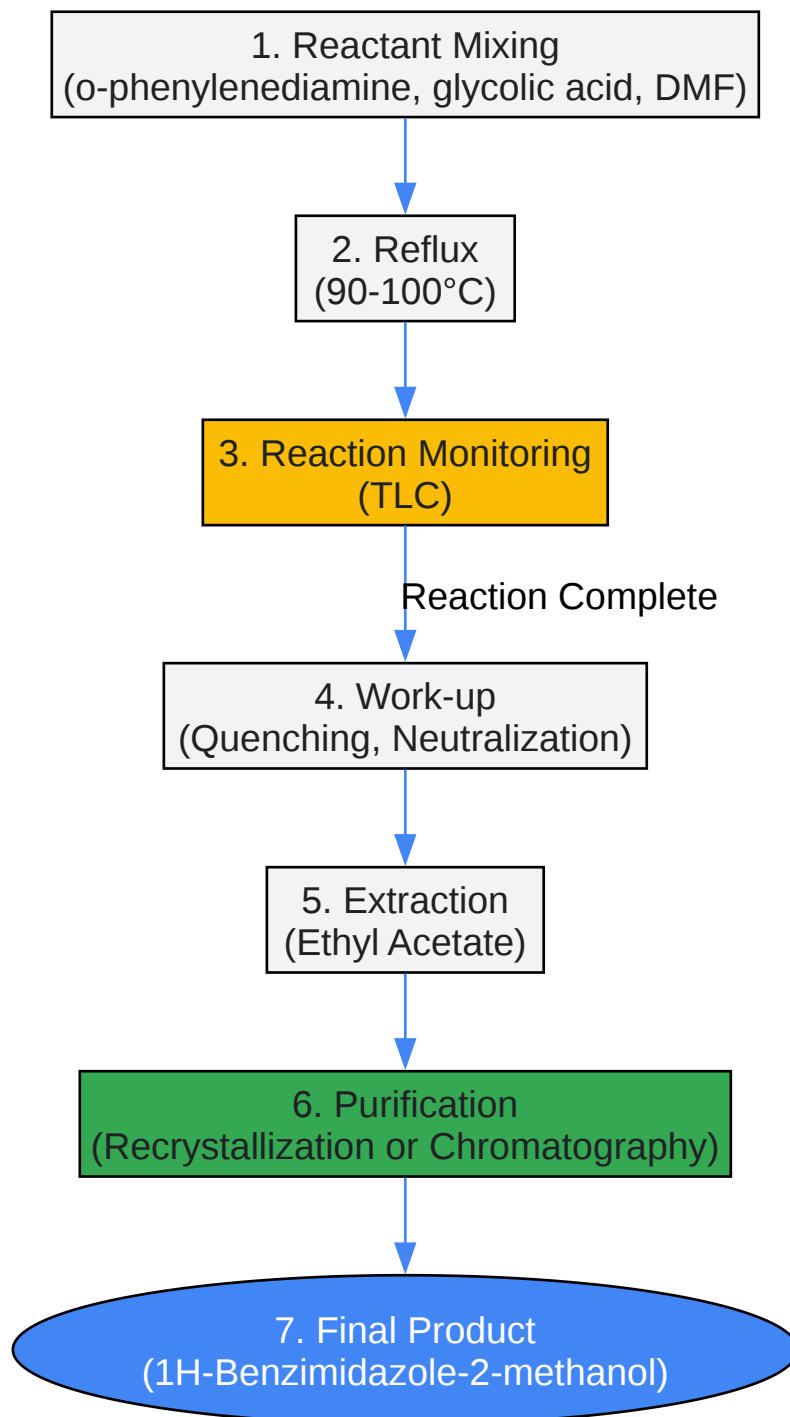 1. Reactant Mixing
(o-phenylenediamine, glycolic acid, DMF)
2. Reflux
(90-100°C)
3. Reaction Monitoring
(TLC)
Reaction Complete
4. Work-up
(Quenching, Neutralization)
5. Extraction
(Ethyl Acetate)
6. Purification
(Recrystallization or Chromatography)
7. Final Product
(1H-Benzimidazole-2-methanol)